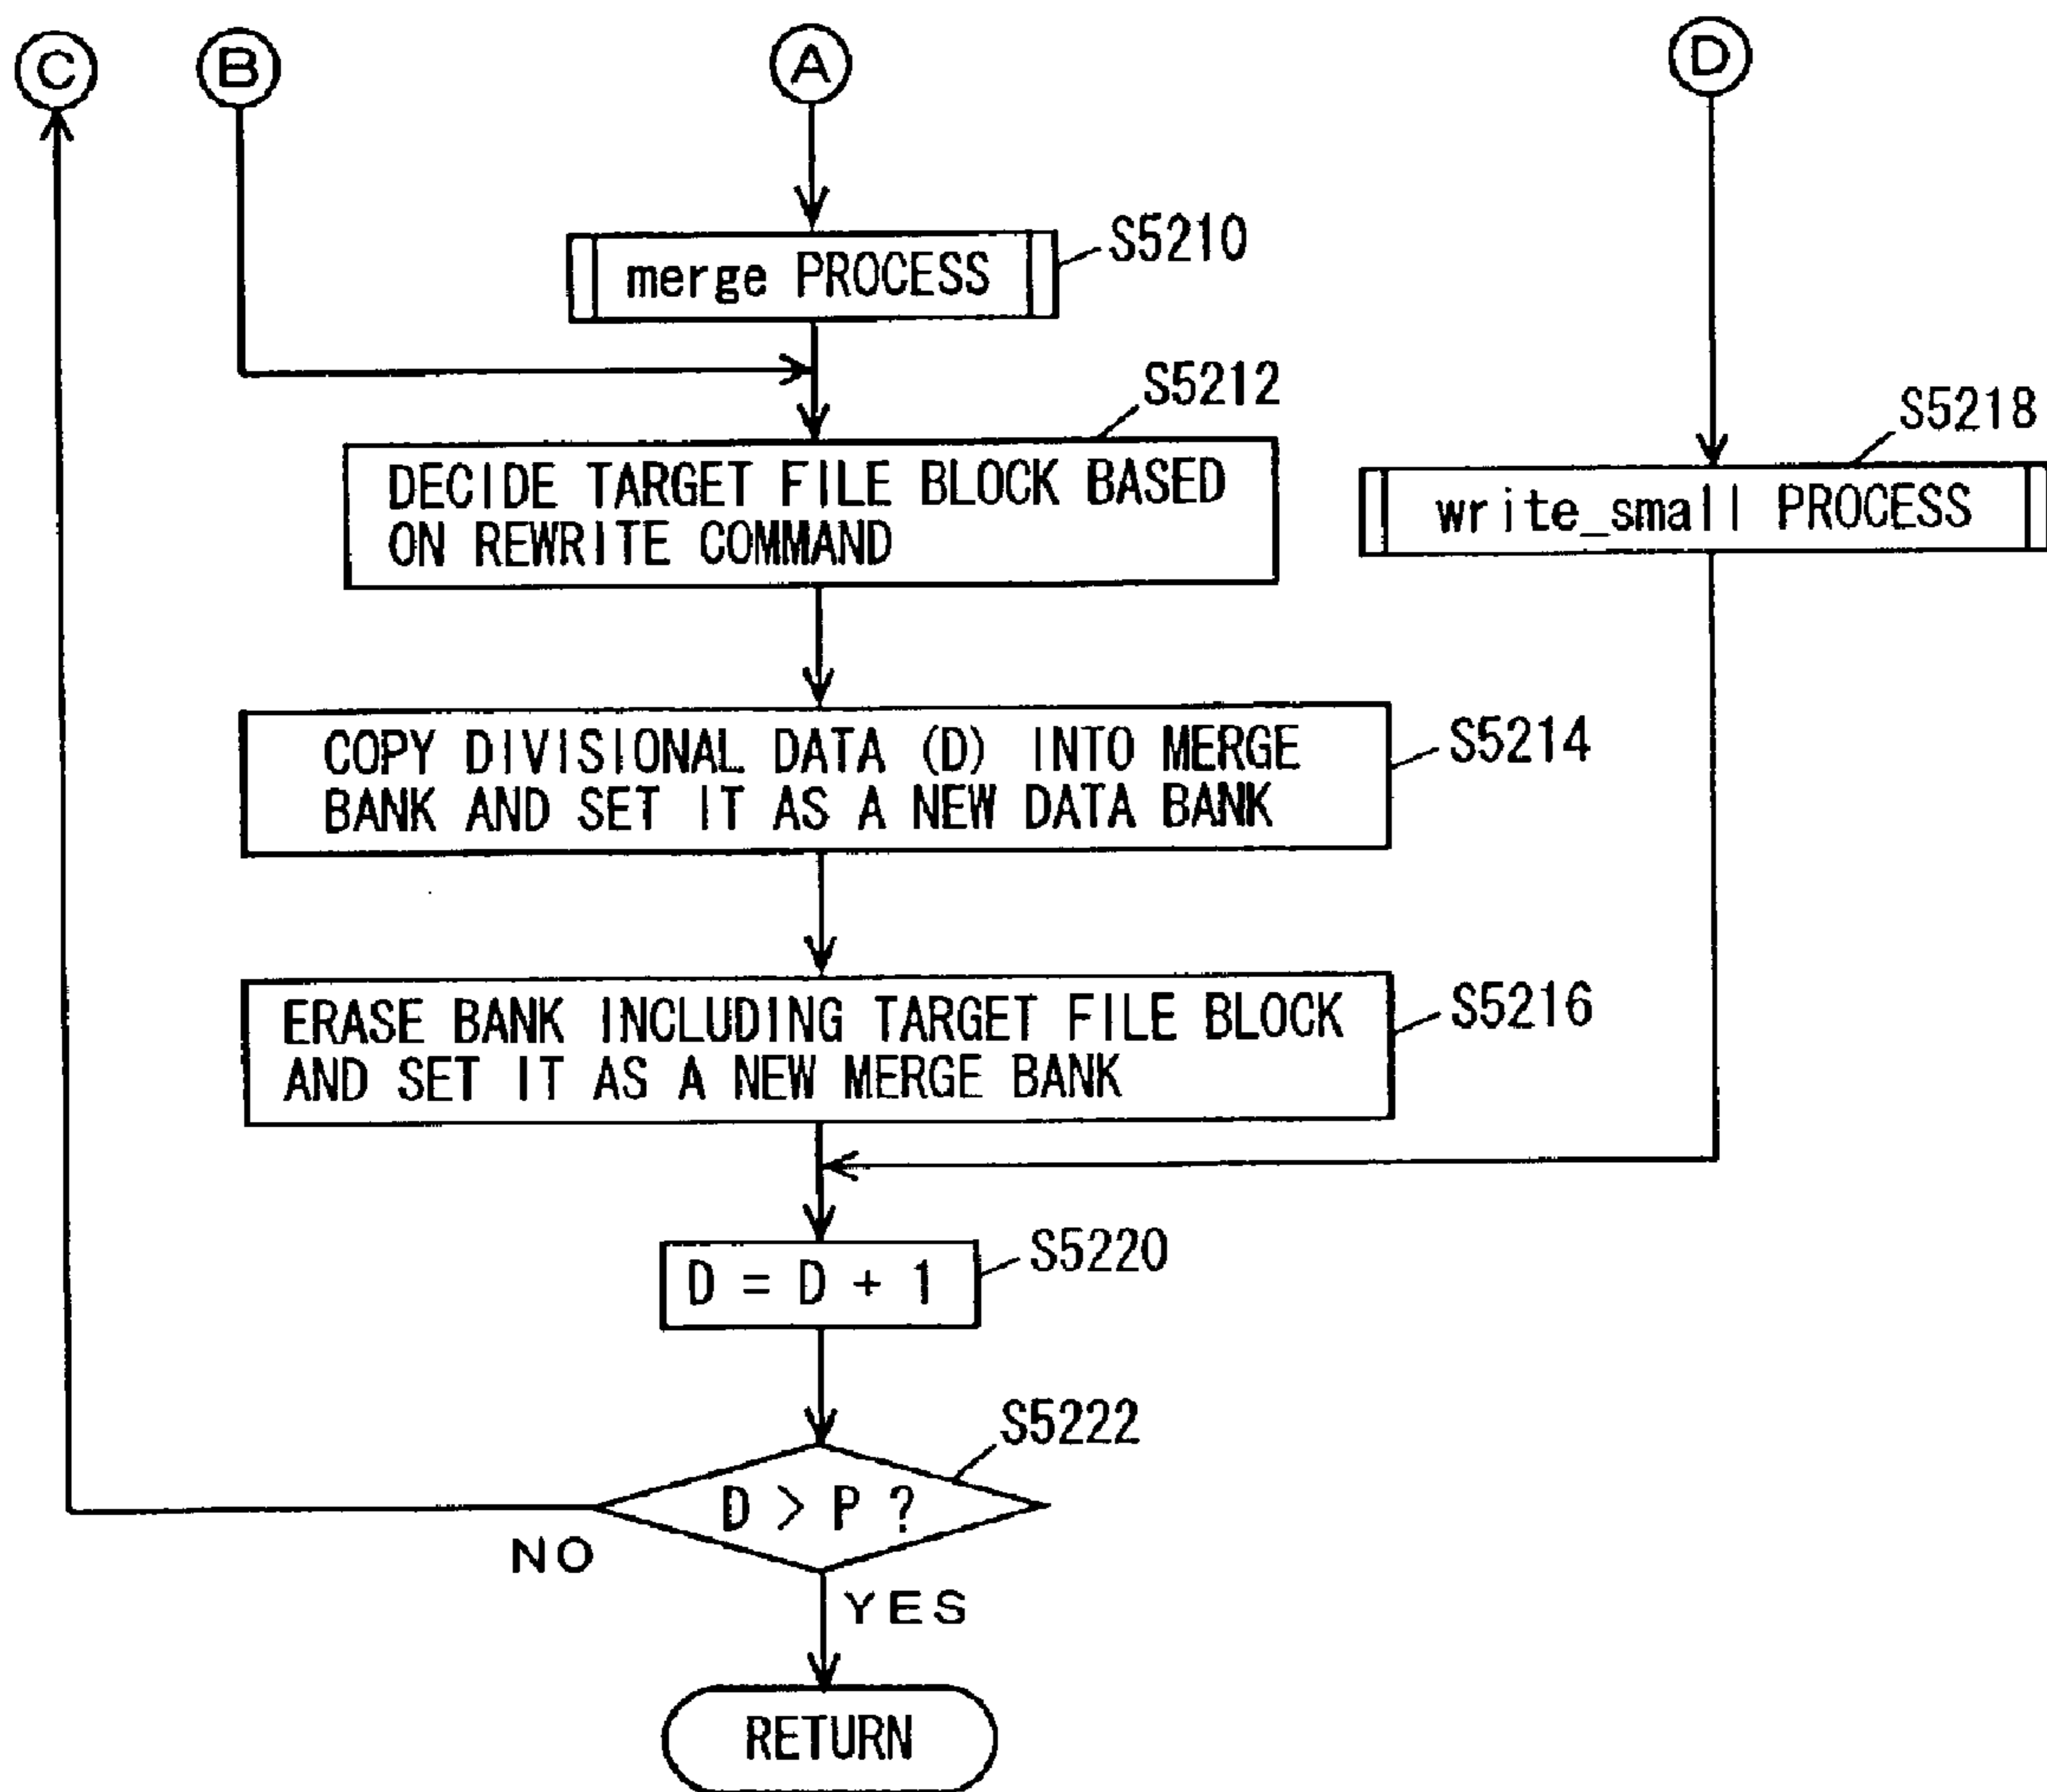 C
B
A
D
S5210
merge PROCESS
S5212
DECIDE TARGET FILE BLOCK BASED
ON REWRITE COMMAND
S5218
write_small PROCESS
S5214
COPY DIVISIONAL DATA (D) INTO MERGE
BANK AND SET IT AS A NEW DATA BANK
S5216
ERASE BANK INCLUDING TARGET FILE BLOCK
AND SET IT AS A NEW MERGE BANK
S5220
D = D + 1
S5222
D > P ?
NO
YES
RETURN